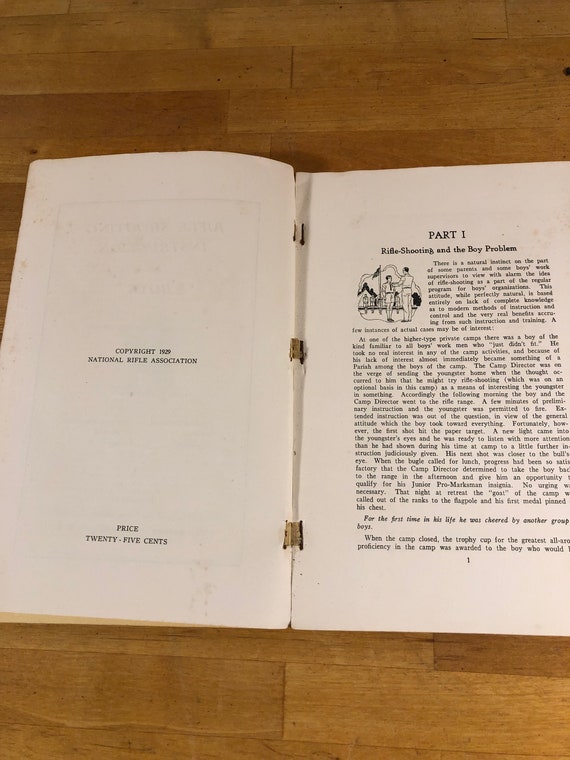 COPYRIGHT 1929
NATIONAL RIFLE ASSOCIATION
PRICE
TWENTY-FIVE CENTS
PART I
Rifle-Shooting and the Boy Problem
There is a natural instinct on the part
of some parents and some boys' work
supervisors to view with alarm the idea
of rifle-shooting as a part of the regular
program for boys' organizations. This
attitude, while perfectly natural, is based
entirely on lack of complete knowledge
as to modern methods of instruction and
control and the very real benefits accru-
ing from such instruction and training. A
few instances of actual cases may be of interest:
At one of the higher-type private camps there was a boy of the
kind familiar to all boys' work men who "just didn't fit." He
took no real interest in any of the camp activities, and because of
his lack of interest almost immediately became something of a
Pariah among the boys of the camp. The Camp Director was on
the verge of sending the youngster home when the thought oc-
curred to him that he might try rifle-shooting (which was on an
optional basis in this camp) as a means of interesting the youngster
in something. Accordingly the following morning the boy and the
Camp Director went to the rifle range. A few minutes of prelimi-
nary instruction and the youngster was permitted to fire. Ex-
tended instruction was out of the question, in view of the general
attitude which the boy took toward everything. Fortunately, how-
ever, the first shot hit the paper target. A new light came into
the youngster's eyes and he was ready to listen with more attention
than he had shown during his time at camp to a little further in-
struction judiciously given. His next shot was closer to the bull's-
eye. When the bugle called for lunch, progress had been so satis
factory that the Camp Director determined to take the boy back
to the range in the afternoon and give him an opportunity t
qualify for his Junior Pro-Marksman insignia. No urging wa
necessary. That night at retreat the "goat" of the camp w
called out of the ranks to the flagpole and his first medal pinned
his chest.
For the first time in his life he was cheered by another group
boys.
When the camp closed, the trophy cup for the greatest all-aro
proficiency in the camp was awarded to the boy who would h
1